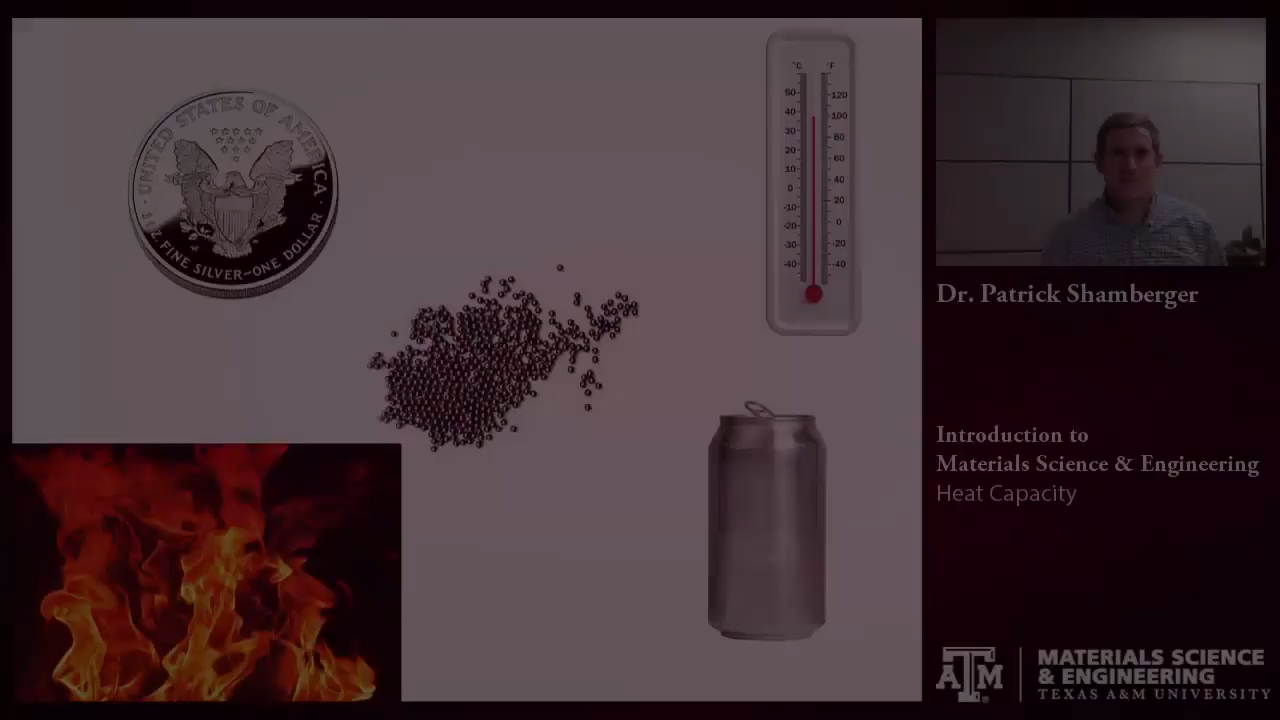 UNITED STATES OF AMERICA
1 OZ. FINE SILVER~ONE DOLLAR
°C °F
50 120
40 100
30 80
20 60
10 40
0 20
-10 0
-20 -20
-30 -40
-40
Dr. Patrick Shamberger
Introduction to
Materials Science & Engineering
Heat Capacity
ATM
MATERIALS SCIENCE
& ENGINEERING
TEXAS A&M UNIVERSITY